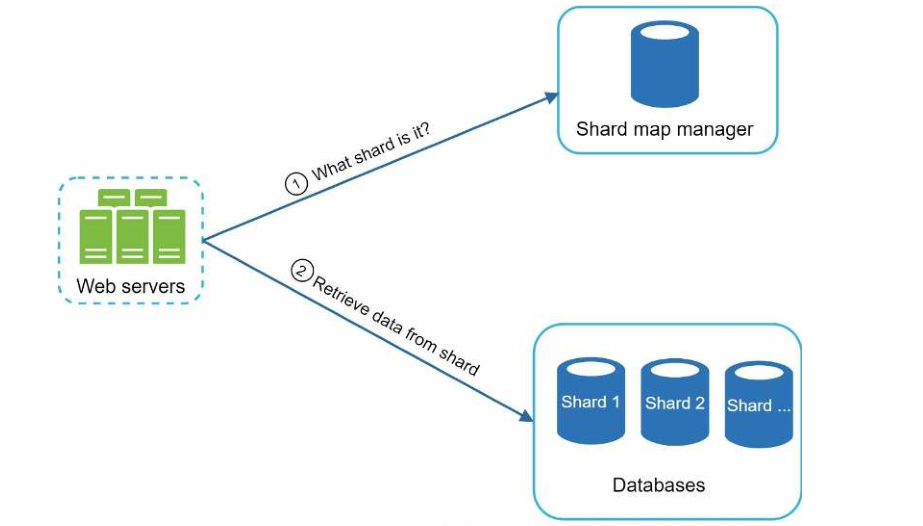 Shard map manager
① What shard is it?
Web servers
② Retrieve data from shard
Shard 1
Shard 2
Shard ...
Databases